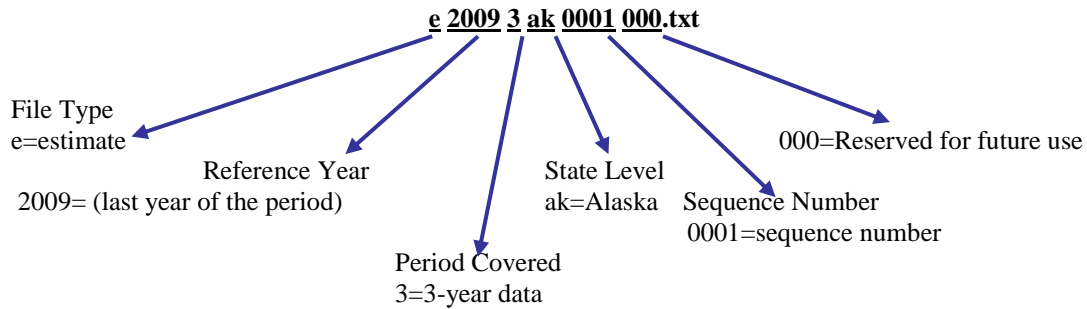 e 2009 3 ak 0001 000.txt
File Type
e=estimate
000=Reserved for future use
Reference Year
2009= (last year of the period)
State Level
ak=Alaska
Sequence Number
0001=sequence number
Period Covered
3=3-year data